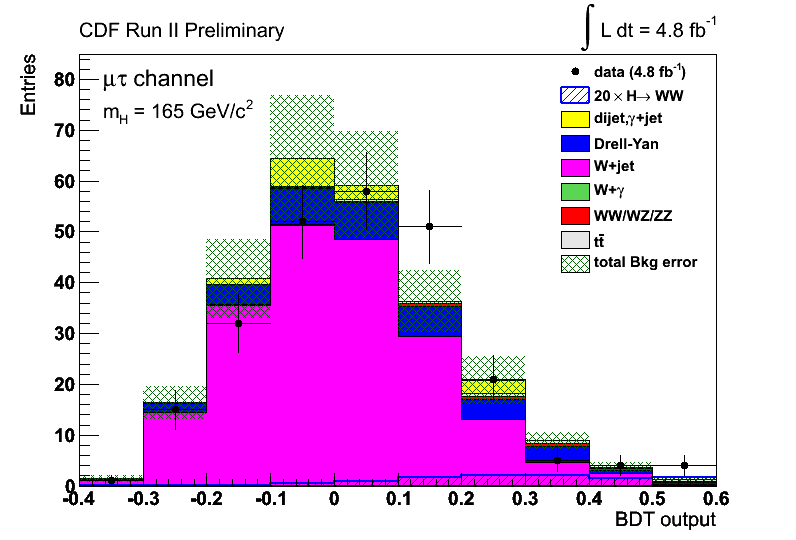 CDF Run II Preliminary
∫ L dt = 4.8 fb⁻¹
Entries
μτ channel
m_H = 165 GeV/c²
data (4.8 fb⁻¹)
20 × H→ WW
dijet,γ+jet
Drell-Yan
W+jet
W+γ
WW/WZ/ZZ
tt̄
total Bkg error
80
70
60
50
40
30
20
10
0
-0.4 -0.3 -0.2 -0.1 0 0.1 0.2 0.3 0.4 0.5 0.6
BDT output